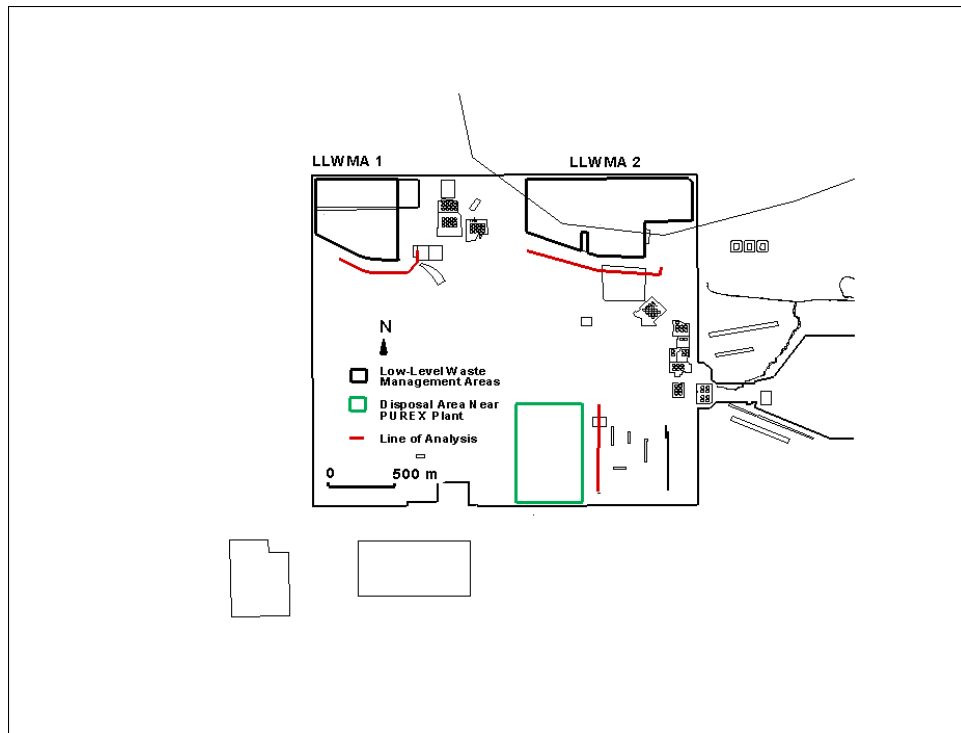 LLWMA 1
LLWMA 2
N
Low-Level Waste
Management Areas
Disposal Area Near
PUREX Plant
Line of Analysis
0
500 m